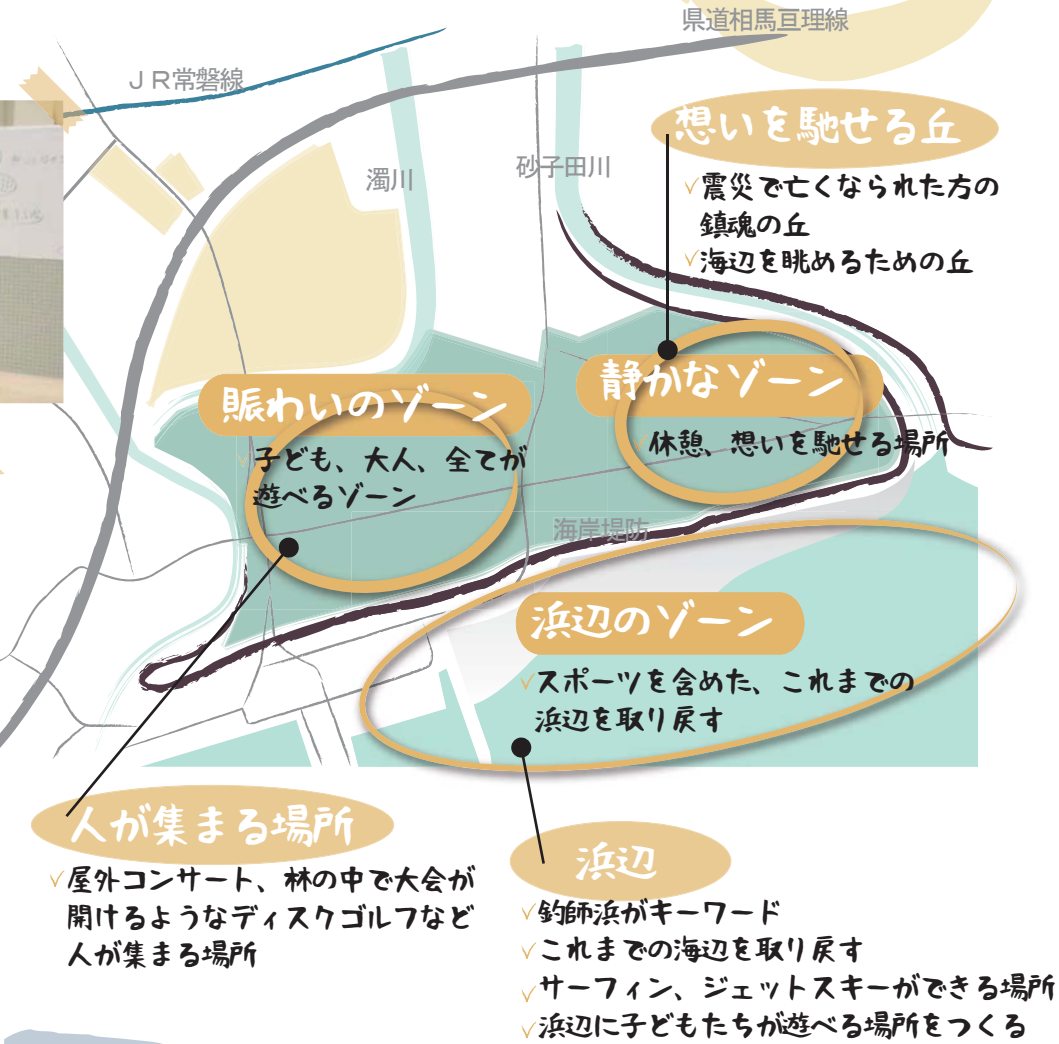 県道相馬亘理線
ＪＲ常磐線
濁川
砂子田川
想いを馳せる丘
震災で亡くなられた方の
鎮魂の丘
海辺を眺めるための丘
賑わいのゾーン
子ども、大人、全てが
遊べるゾーン
静かなゾーン
休憩、想いを馳せる場所
海岸堤防
浜辺のゾーン
スポーツを含めた、これまでの
浜辺を取り戻す
人が集まる場所
屋外コンサート、林の中で大会が
開けるようなディスクゴルフなど
人が集まる場所
浜辺
釣師浜がキーワード
これまでの海辺を取り戻す
サーフィン、ジェットスキーができる場所
浜辺に子どもたちが遊べる場所をつくる